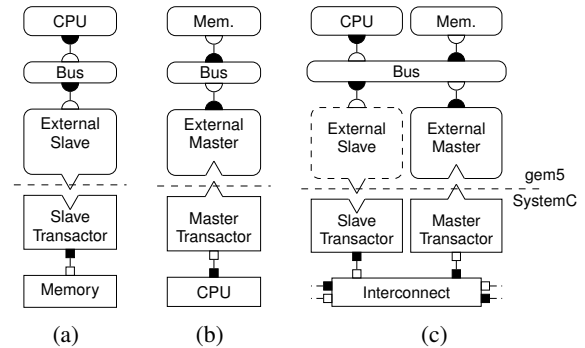 CPU Mem. CPU Mem.
Bus Bus Bus
External Slave
External Master
External Slave
External Master
gem5
SystemC
Slave Transactor
Master Transactor
Slave Transactor
Master Transactor
Memory CPU Interconnect
(a) (b) (c)